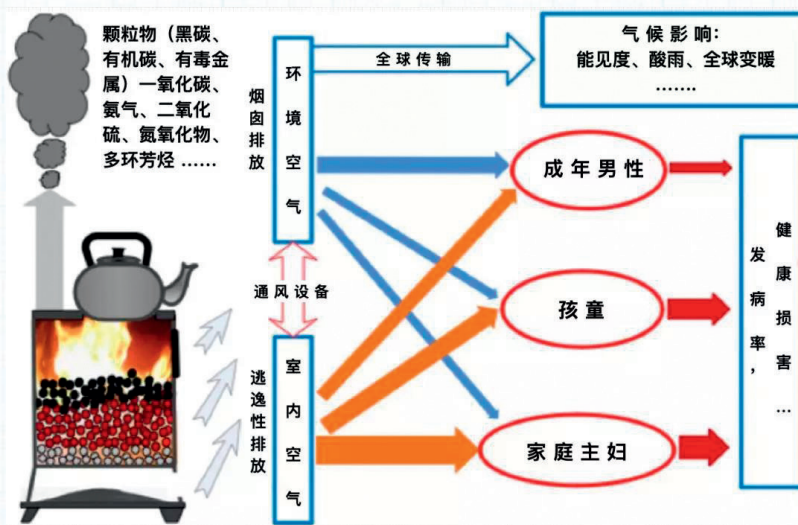 颗粒物（黑碳、
有机碳、有毒金
属）一氧化碳、
氨气、二氧化
硫、氮氧化物、
多环芳烃 ……
烟囱排放
环境空气
全球传输
气候影响：
能见度、酸雨、全球变暖
…….
成年男性
通风设备
孩童
逃逸性排放
室内空气
家庭主妇
健康损害…
发病率，